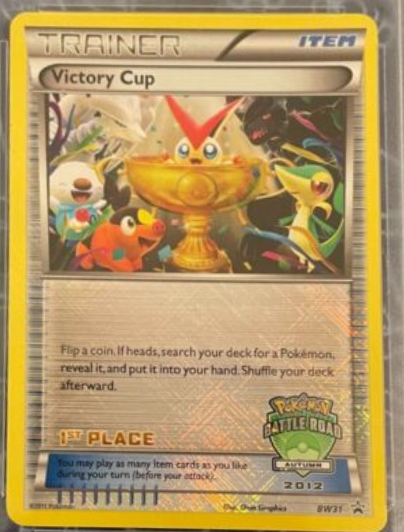 TRAINER
ITEM
Victory Cup
Flip a coin. If heads, search your deck for a Pokémon,
reveal it, and put it into your hand. Shuffle your deck
afterward.
1ST PLACE
POKéMON
BATTLE ROAD
AUTUMN
2012
You may play as many Item cards as you like
during your turn (before your attack).
BW31